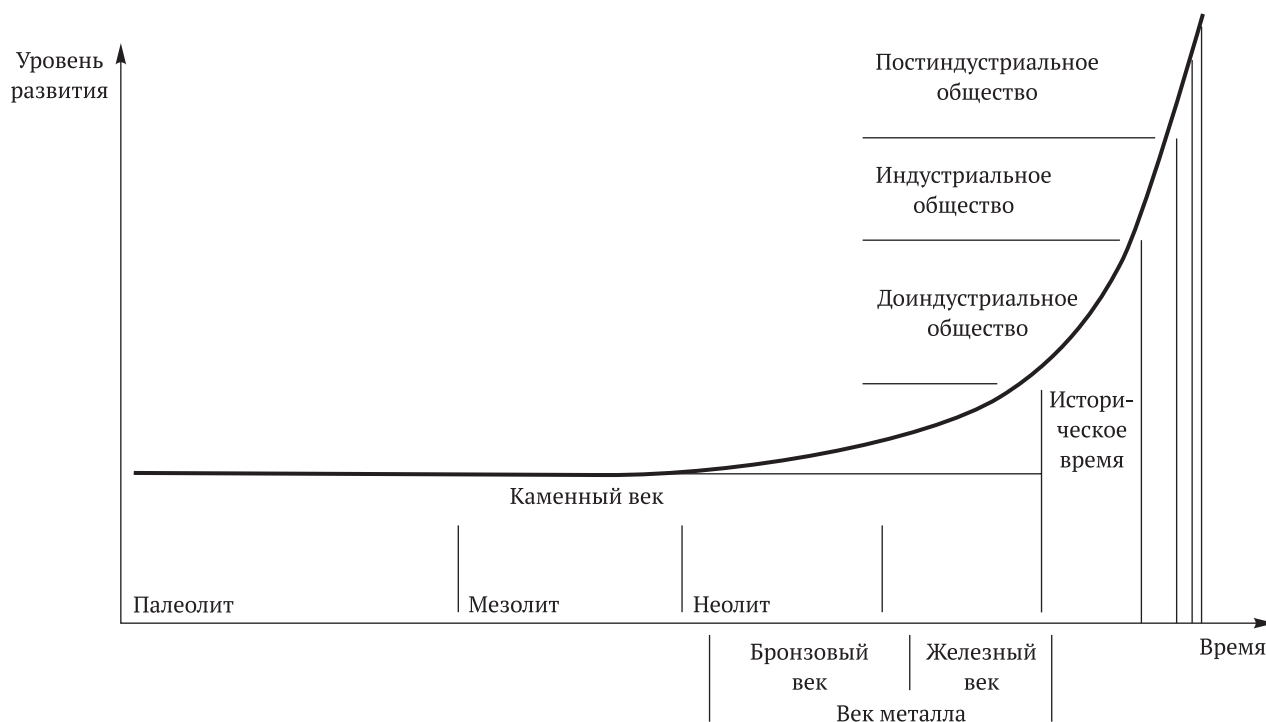 Уровень
развития
Постиндустриальное
общество
Индустриальное
общество
Доиндустриальное
общество
Истори-
ческое
время
Каменный век
Палеолит
Мезолит
Неолит
Время
Бронзовый
век
Железный
век
Век металла